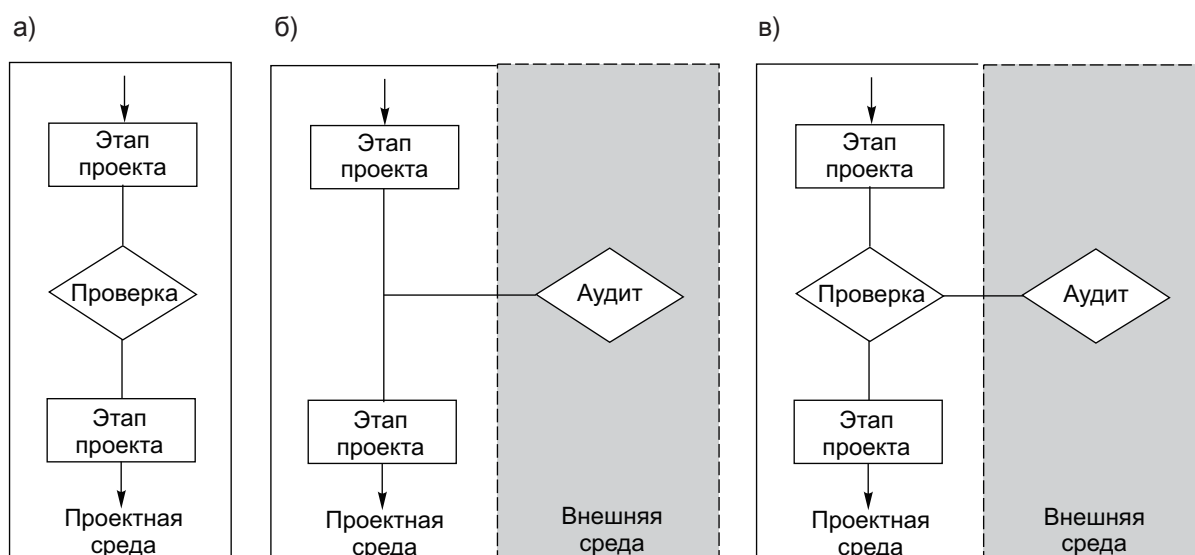 а)
Этап
проекта
Проверка
Этап
проекта
Проектная
среда
б)
Этап
проекта
Аудит
Этап
проекта
Проектная
среда
Внешняя
среда
в)
Этап
проекта
Проверка
Аудит
Этап
проекта
Проектная
среда
Внешняя
среда